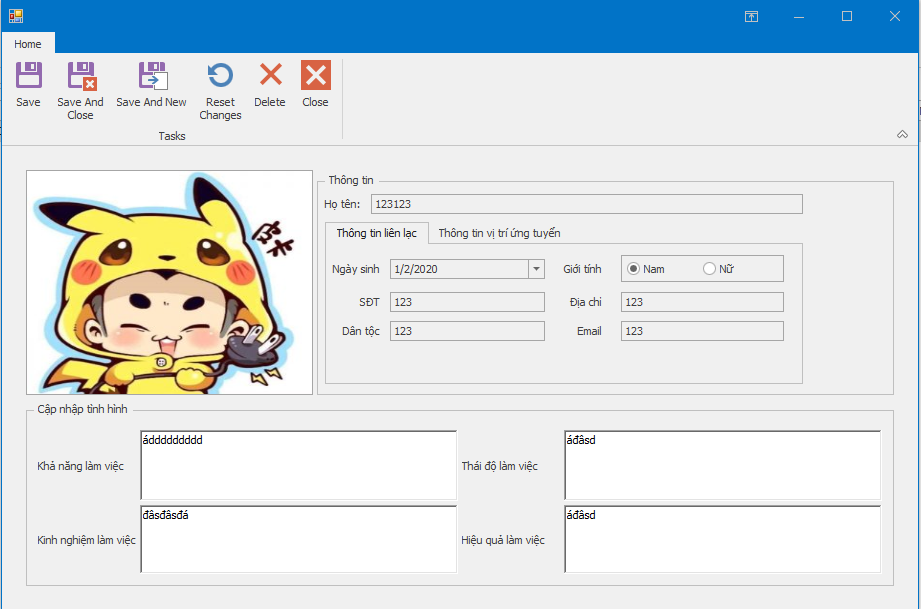 Home
Save
Save And Close
Save And New
Reset Changes
Delete
Close
Tasks
Thông tin
Họ tên: 123123
Thông tin liên lạc
Thông tin vị trí ứng tuyển
Ngày sinh 1/2/2020
Giới tính Nam Nữ
SĐT 123
Địa chỉ 123
Dân tộc 123
Email 123
Cập nhập tình hình
Khả năng làm việc
áddddddddd
Thái độ làm việc
áđâsd
Kinh nghiệm làm việc
đâsđâsđá
Hiệu quả làm việc
áđâsd